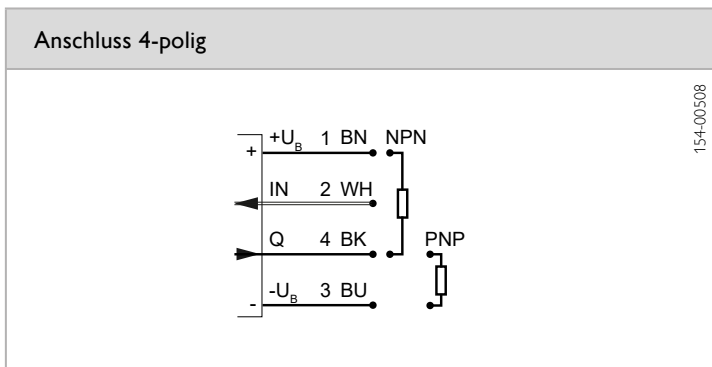 Anschluss 4-polig
154-00508
+ +U_B 1 BN NPN
IN 2 WH
Q 4 BK PNP
- -U_B 3 BU